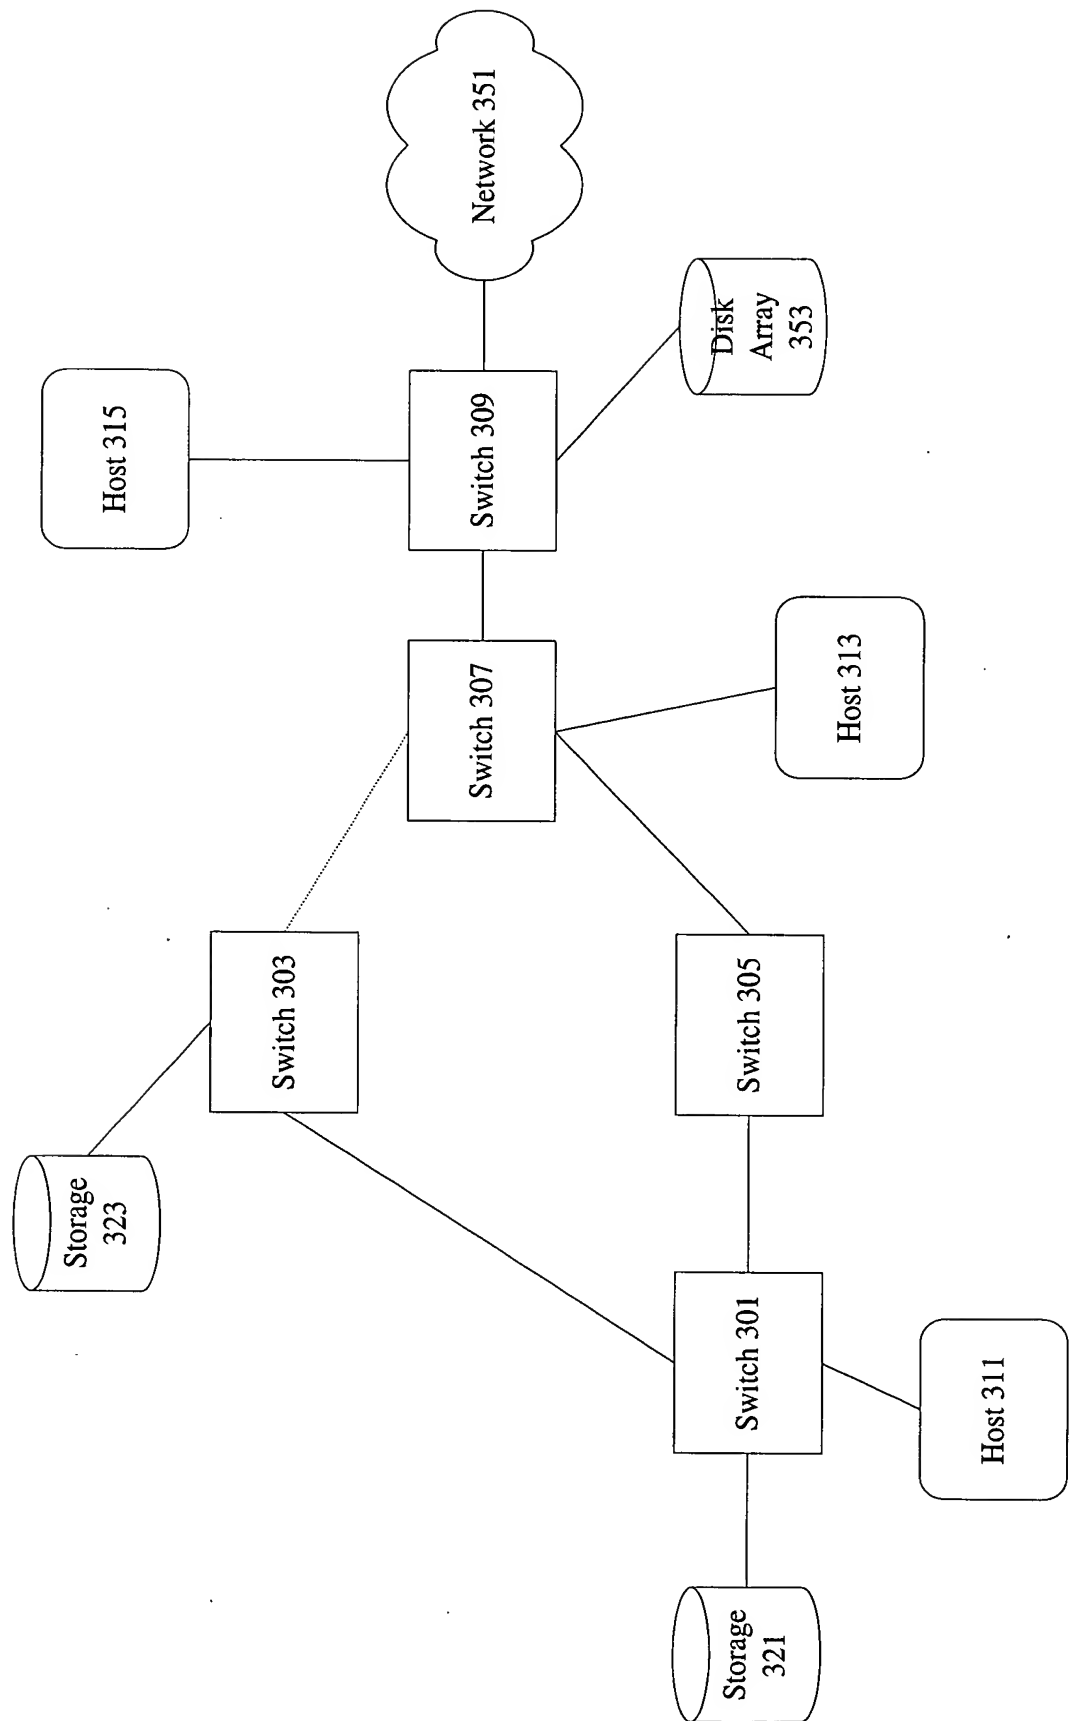 Storage
323
Host 315
Switch 303
Switch 307
Switch 309
Network 351
Storage
321
Switch 301
Switch 305
Disk
Array
353
Host 313
Host 311